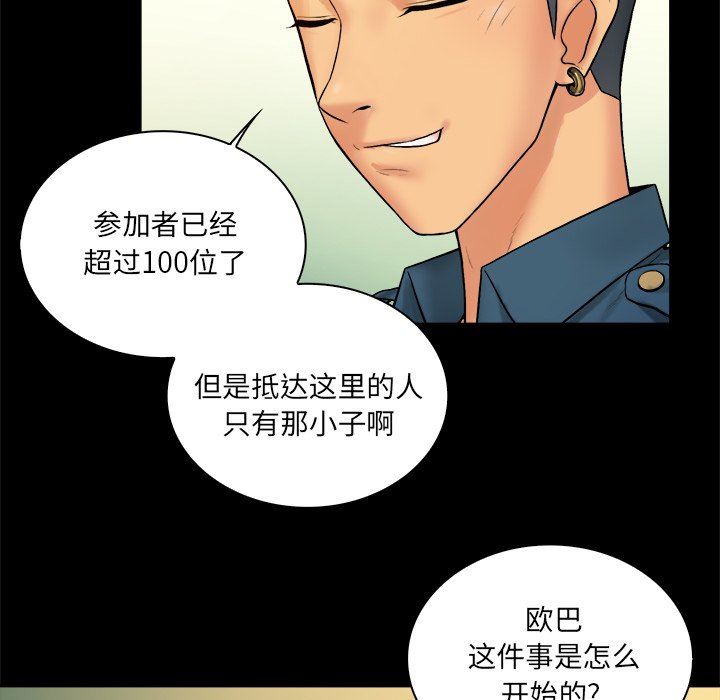 参加者已经
超过100位了
但是抵达这里的人
只有那小子啊
欧巴
这件事是怎么
开始的?